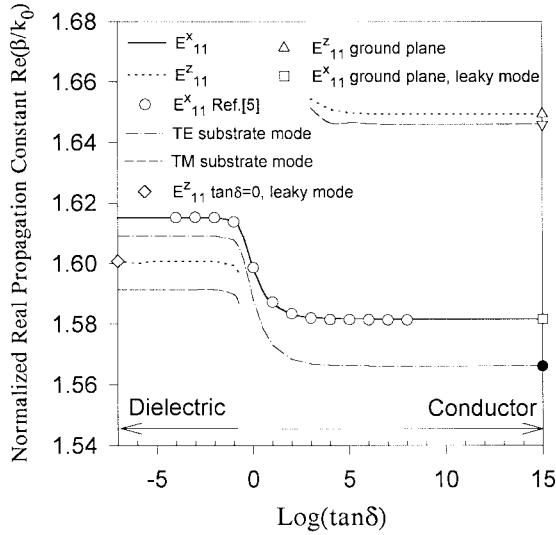 Normalized Real Propagation Constant Re(β/k₀)
1.68
1.66
1.64
1.62
1.60
1.58
1.56
1.54
Eˣ₁₁
Eᶻ₁₁
Eˣ₁₁ Ref.[5]
TE substrate mode
TM substrate mode
Eᶻ₁₁ tanδ=0, leaky mode
Eᶻ₁₁ ground plane
Eˣ₁₁ ground plane, leaky mode
Dielectric
Conductor
-5
0
5
10
15
Log(tanδ)